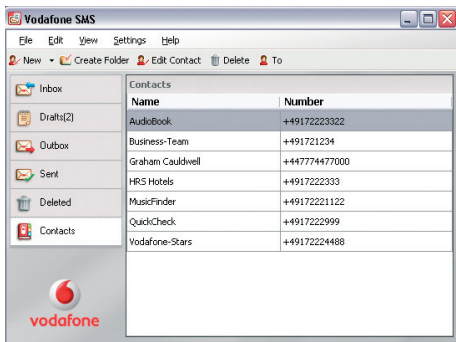 Vodafone SMS
File Edit View Settings Help
New Create Folder Edit Contact Delete To
Inbox
Drafts(2)
Outbox
Sent
Deleted
Contacts
Contacts
Name Number
AudioBook +49172223322
Business-Team +491721234
Graham Cauldwell +447774477000
HRS Hotels +4917222333
MusicFinder +49172221122
QuickCheck +4917222999
Vodafone-Stars +49172224488
vodafone